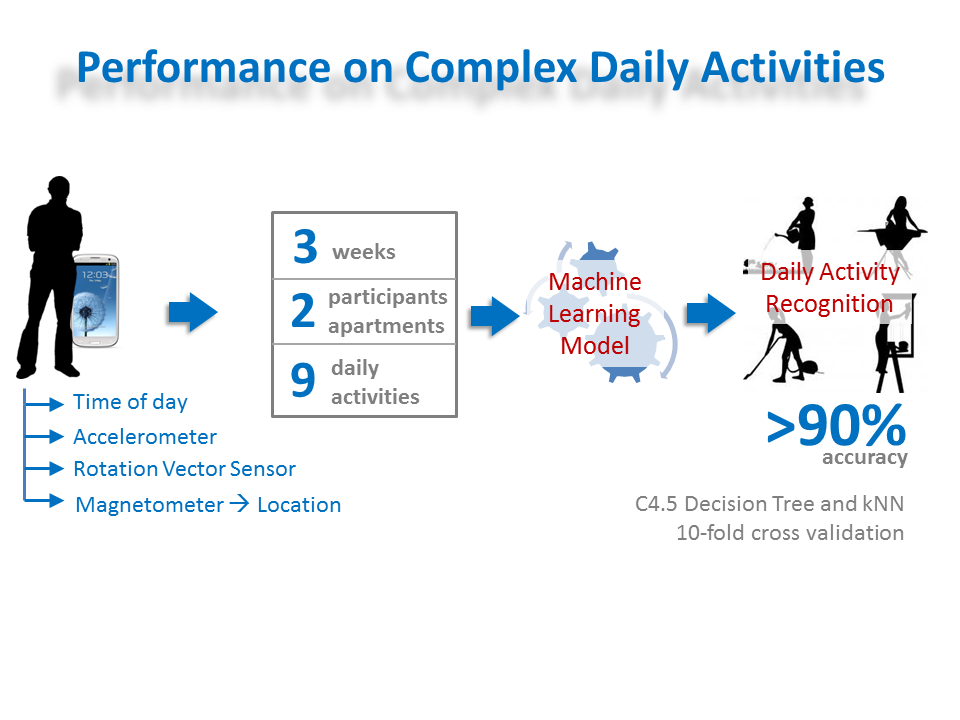 Performance on Complex Daily Activities
12:03
Time of day
Accelerometer
Rotation Vector Sensor
Magnetometer → Location
3 weeks
2 participants
apartments
9 daily
activities
Machine
Learning
Model
Daily Activity
Recognition
>90%
accuracy
C4.5 Decision Tree and kNN
10-fold cross validation